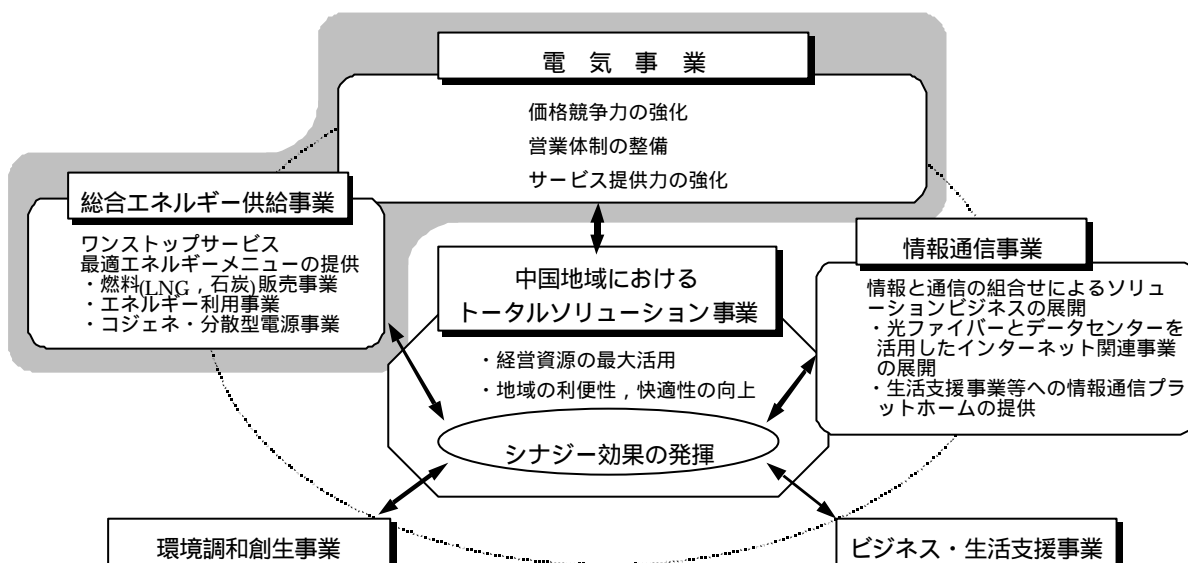 電 気 事 業
価格競争力の強化
営業体制の整備
サービス提供力の強化
総合エネルギー供給事業
ワンストップサービス
最適エネルギーメニューの提供
・燃料(LNG，石炭)販売事業
・エネルギー利用事業
・コジェネ・分散型電源事業
中国地域における
トータルソリューション事業
・経営資源の最大活用
・地域の利便性，快適性の向上
シナジー効果の発揮
情報通信事業
情報と通信の組合せによるソリュ
ーションビジネスの展開
・光ファイバーとデータセンターを
活用したインターネット関連事業
の展開
・生活支援事業等への情報通信プラ
ットホームの提供
環境調和創生事業
ビジネス・生活支援事業